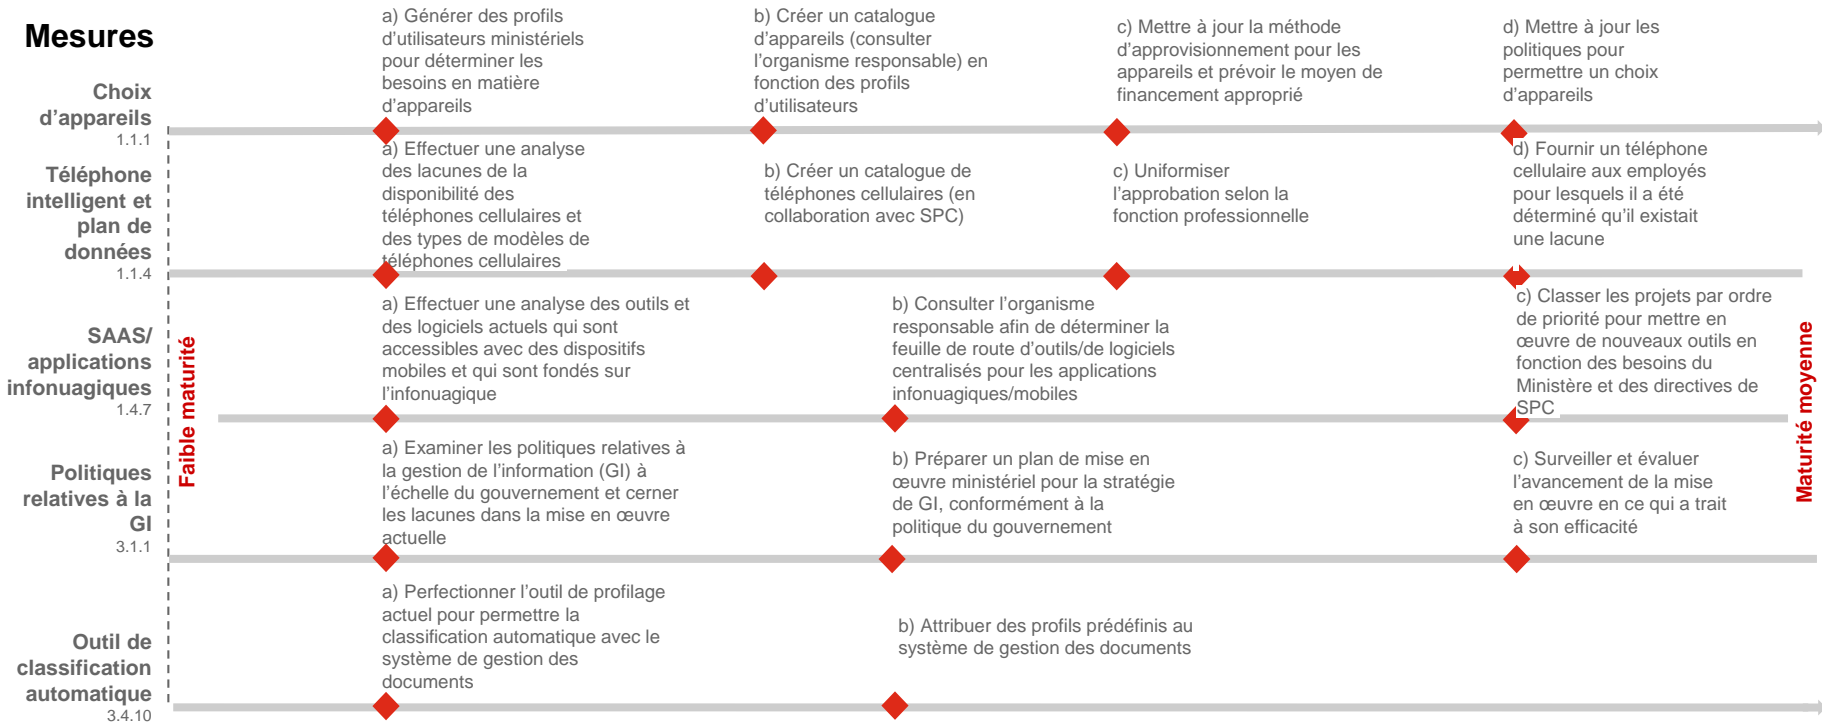 Mesures
Choix
d'appareils
1.1.1
a) Générer des profils
d'utilisateurs ministériels
pour déterminer les
besoins en matière
d'appareils
b) Créer un catalogue
d'appareils (consulter
l'organisme responsable) en
fonction des profils
d'utilisateurs
c) Mettre à jour la méthode
d'approvisionnement pour les
appareils et prévoir le moyen de
financement approprié
d) Mettre à jour les
politiques pour
permettre un choix
d'appareils
Téléphone
intelligent et
plan de
données
1.1.4
a) Effectuer une analyse
des lacunes de la
disponibilité des
téléphones cellulaires et
des types de modèles de
téléphones cellulaires
b) Créer un catalogue de
téléphones cellulaires (en
collaboration avec SPC)
c) Uniformiser
l'approbation selon la
fonction professionnelle
d) Fournir un téléphone
cellulaire aux employés
pour lesquels il a été
déterminé qu'il existait
une lacune
SAAS/
applications
infonuagiques
1.4.7
Faible maturité
a) Effectuer une analyse des outils et
des logiciels actuels qui sont
accessibles avec des dispositifs
mobiles et qui sont fondés sur
l'infonuagique
b) Consulter l'organisme
responsable afin de déterminer la
feuille de route d'outils/de logiciels
centralisés pour les applications
infonuagiques/mobiles
c) Classer les projets par ordre
de priorité pour mettre en
œuvre de nouveaux outils en
fonction des besoins du
Ministère et des directives de
SPC
Maturité moyenne
Politiques
relatives à la
GI
3.1.1
a) Examiner les politiques relatives à
la gestion de l'information (GI) à
l'échelle du gouvernement et cerner
les lacunes dans la mise en œuvre
actuelle
b) Préparer un plan de mise en
œuvre ministériel pour la stratégie
de GI, conformément à la
politique du gouvernement
c) Surveiller et évaluer
l'avancement de la mise
en œuvre en ce qui a trait
à son efficacité
Outil de
classification
automatique
3.4.10
a) Perfectionner l'outil de profilage
actuel pour permettre la
classification automatique avec le
système de gestion des
documents
b) Attribuer des profils prédéfinis au
système de gestion des documents